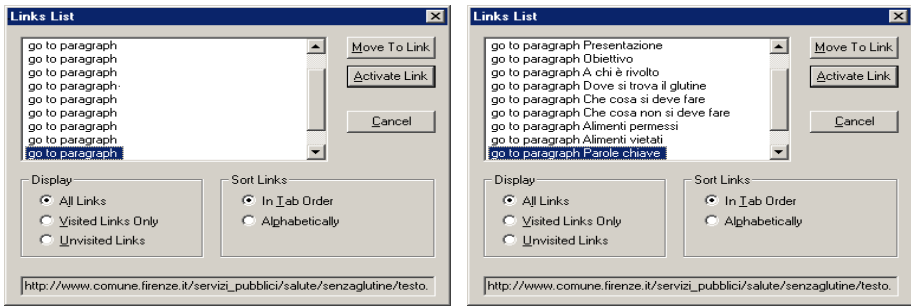 Links List
go to paragraph
go to paragraph
go to paragraph
go to paragraph·
go to paragraph
go to paragraph
go to paragraph
go to paragraph
go to paragraph
Move To Link
Activate Link
Cancel
Display
All Links
Visited Links Only
Unvisited Links
Sort Links
In Tab Order
Alphabetically
http://www.comune.firenze.it/servizi_pubblici/salute/senzaglutine/testo.
Links List
go to paragraph Presentazione
go to paragraph Obiettivo
go to paragraph A chi è rivolto
go to paragraph Dove si trova il glutine
go to paragraph Che cosa si deve fare
go to paragraph Che cosa non si deve fare
go to paragraph Alimenti permessi
go to paragraph Alimenti vietati
go to paragraph Parole chiave
Move To Link
Activate Link
Cancel
Display
All Links
Visited Links Only
Unvisited Links
Sort Links
In Tab Order
Alphabetically
http://www.comune.firenze.it/servizi_pubblici/salute/senzaglutine/testo.